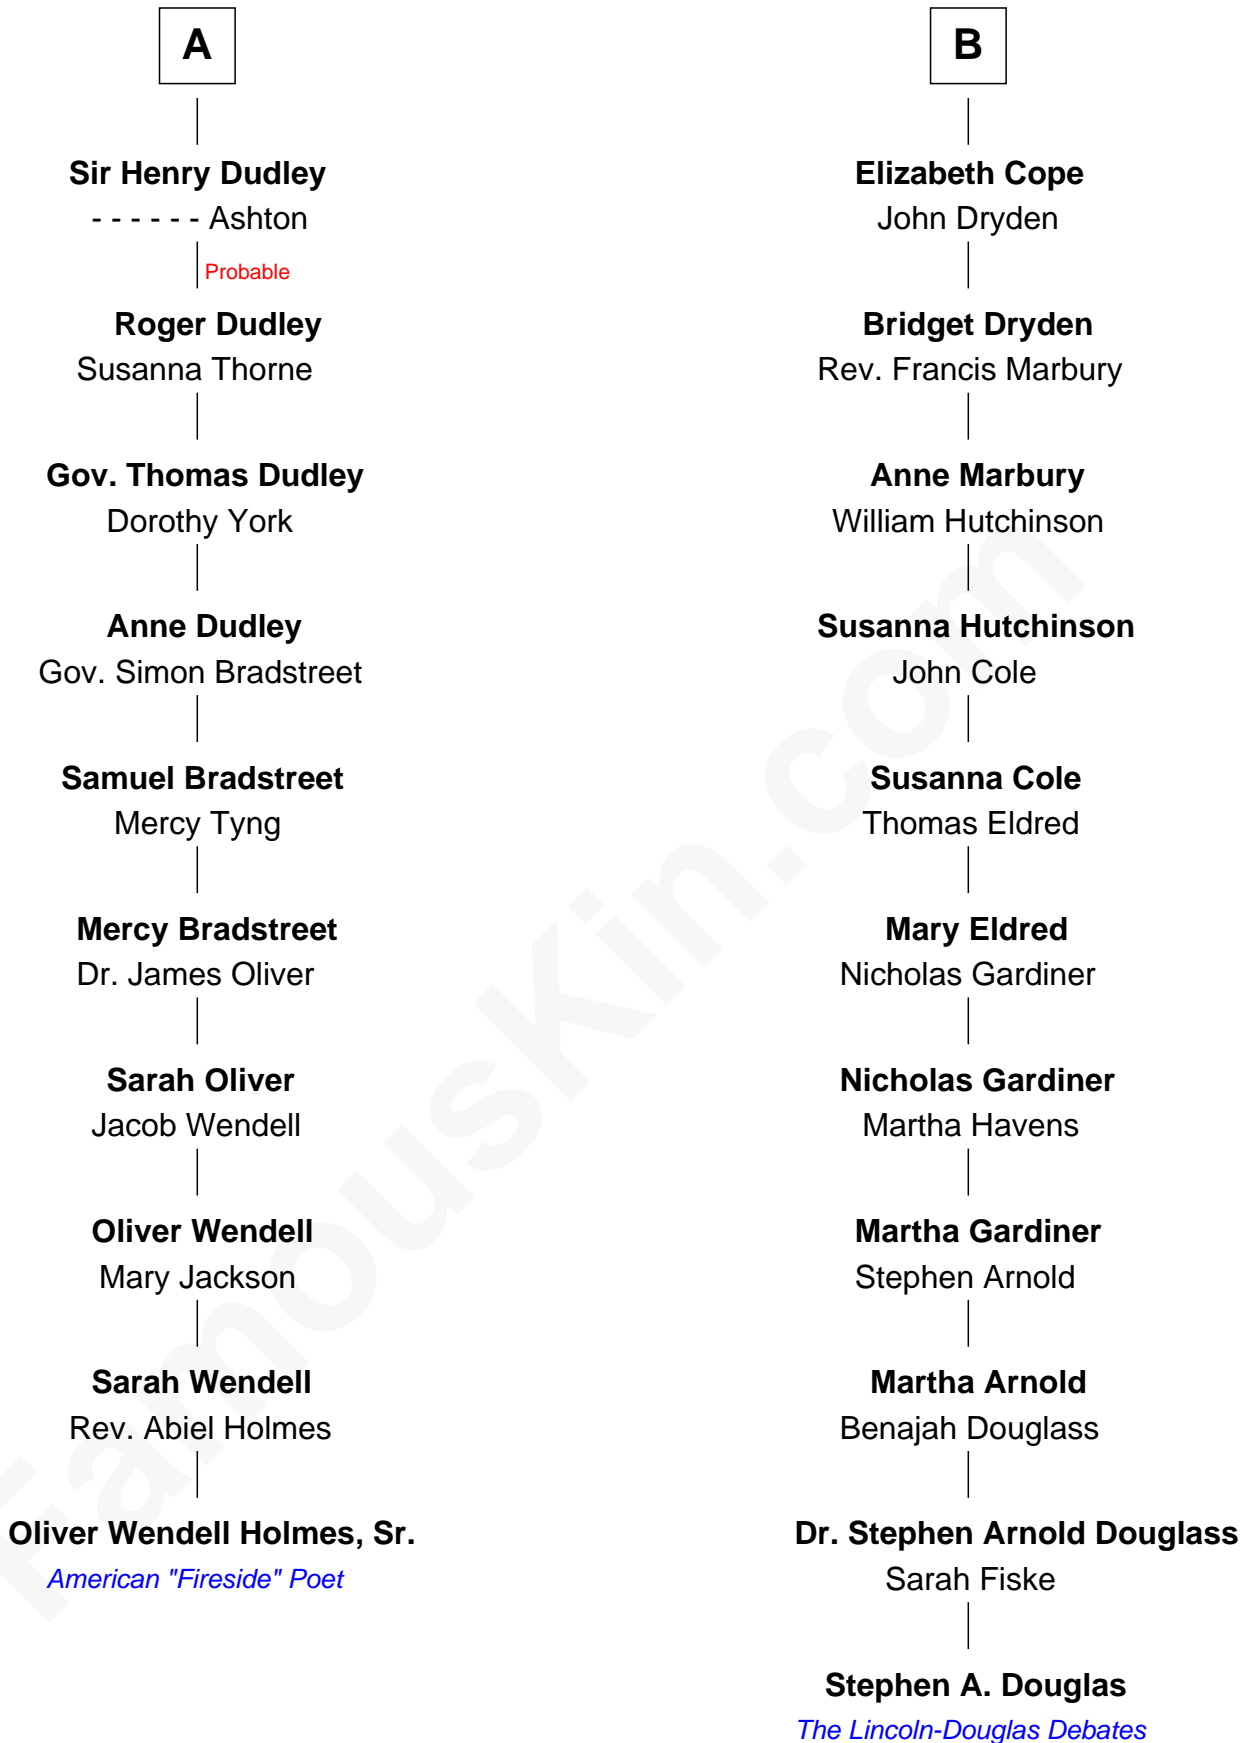 A
Sir Henry Dudley
- - - - - - Ashton
Probable
Roger Dudley
Susanna Thorne
Gov. Thomas Dudley
Dorothy York
Anne Dudley
Gov. Simon Bradstreet
Samuel Bradstreet
Mercy Tyng
Mercy Bradstreet
Dr. James Oliver
Sarah Oliver
Jacob Wendell
Oliver Wendell
Mary Jackson
Sarah Wendell
Rev. Abiel Holmes
Oliver Wendell Holmes, Sr.
American "Fireside" Poet
B
Elizabeth Cope
John Dryden
Bridget Dryden
Rev. Francis Marbury
Anne Marbury
William Hutchinson
Susanna Hutchinson
John Cole
Susanna Cole
Thomas Eldred
Mary Eldred
Nicholas Gardiner
Nicholas Gardiner
Martha Havens
Martha Gardiner
Stephen Arnold
Martha Arnold
Benajah Douglass
Dr. Stephen Arnold Douglass
Sarah Fiske
Stephen A. Douglas
The Lincoln-Douglas Debates
FamousKin.com